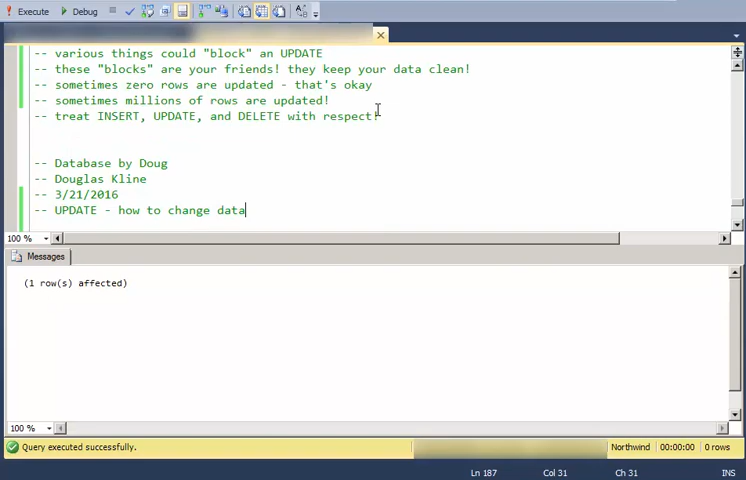 Execute Debug
-- various things could "block" an UPDATE
-- these "blocks" are your friends! they keep your data clean!
-- sometimes zero rows are updated - that's okay
-- sometimes millions of rows are updated!
-- treat INSERT, UPDATE, and DELETE with respect!
-- Database by Doug
-- Douglas Kline
-- 3/21/2016
-- UPDATE - how to change data
100 %
Messages
(1 row(s) affected)
100 %
Query executed successfully. Northwind 00:00:00 0 rows
Ln 187 Col 31 Ch 31 INS